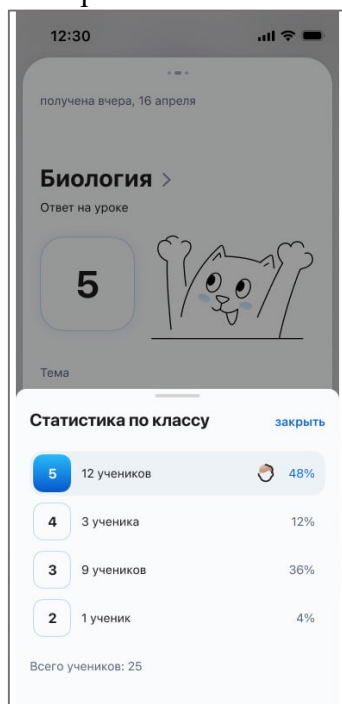 12:30
получена вчера, 16 апреля
Биология >
Ответ на уроке
5
Тема
Статистика по классу закрыть
5 12 учеников 48%
4 3 ученика 12%
3 9 учеников 36%
2 1 ученик 4%
Всего учеников: 25